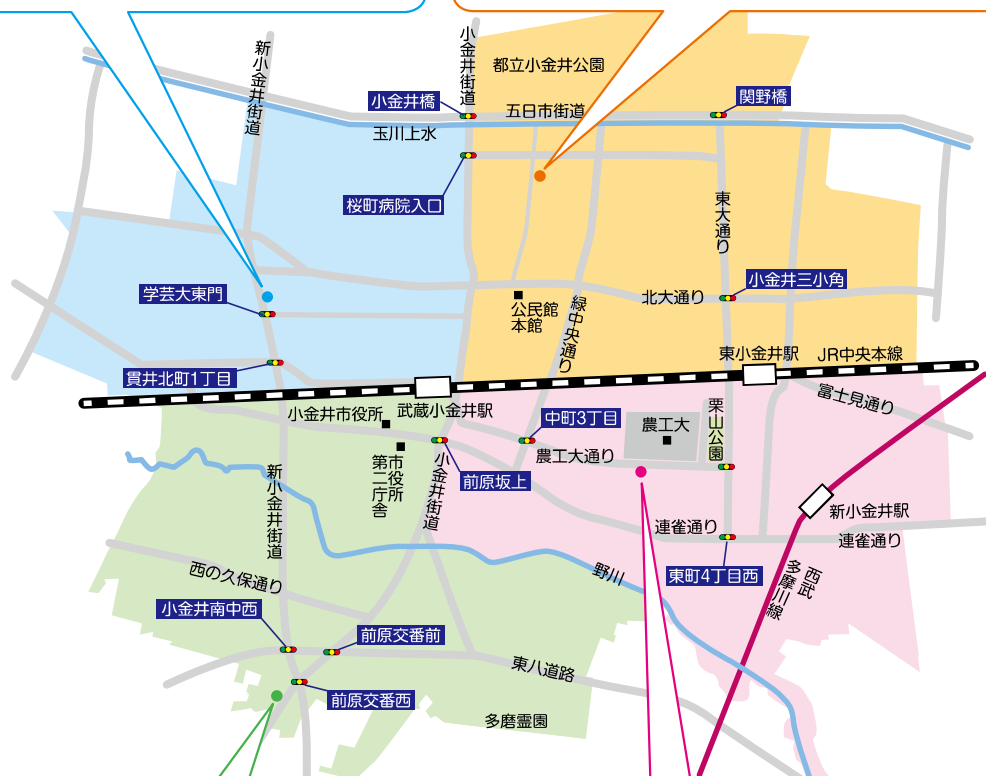 新小金井街道
小金井街道
都立小金井公園
小金井橋
五日市街道
関野橋
玉川上水
桜町病院入口
東大通り
学芸大東門
公民館
本館
緑中央通り
北大通り
小金井三小角
貫井北町1丁目
東小金井駅
JR中央本線
小金井市役所
武蔵小金井駅
中町3丁目
農工大
栗山公園
富士見通り
市役所
第二庁舎
小金井街道
前原坂上
農工大通り
新小金井街道
連雀通り
新小金井駅
連雀通り
西の久保通り
野川
東町4丁目西
西武
多摩川線
小金井南中西
前原交番前
東八道路
前原交番西
多磨霊園